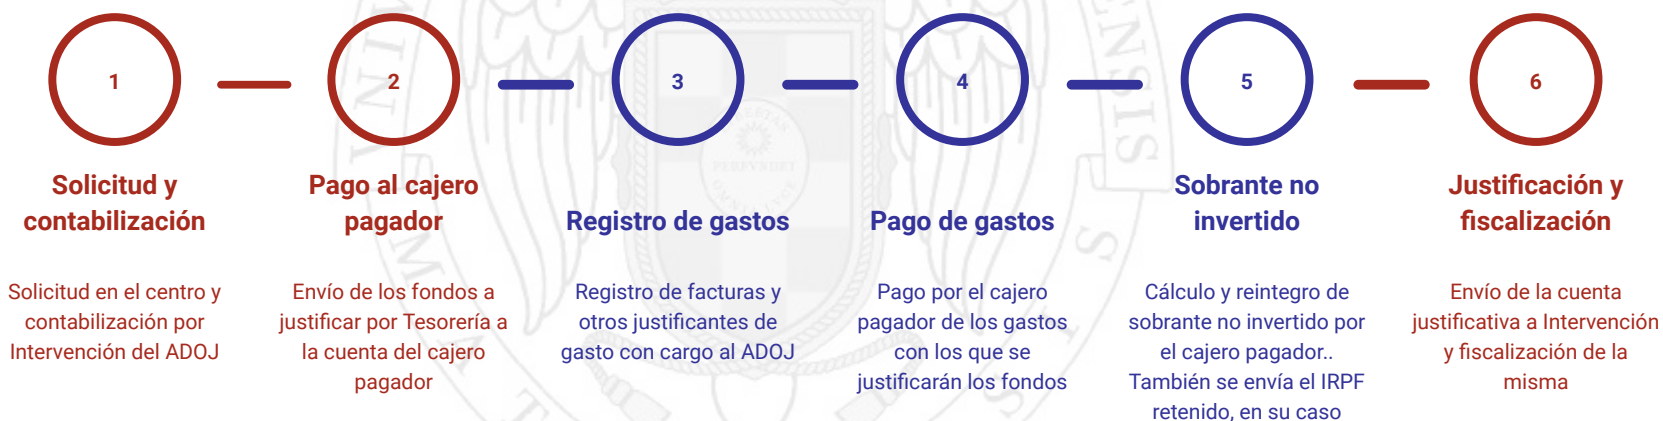 1
Solicitud y
contabilización
Solicitud en el centro y
contabilización por
Intervención del ADOJ
2
Pago al cajero
pagador
Envío de los fondos a
justificar por Tesorería a
la cuenta del cajero
pagador
3
Registro de gastos
Registro de facturas y
otros justificantes de
gasto con cargo al ADOJ
4
Pago de gastos
Pago por el cajero
pagador de los gastos
con los que se
justificarán los fondos
5
Sobrante no
invertido
Cálculo y reintegro de
sobrante no invertido por
el cajero pagador..
También se envía el IRPF
retenido, en su caso
6
Justificación y
fiscalización
Envío de la cuenta
justificativa a Intervención
y fiscalización de la
misma